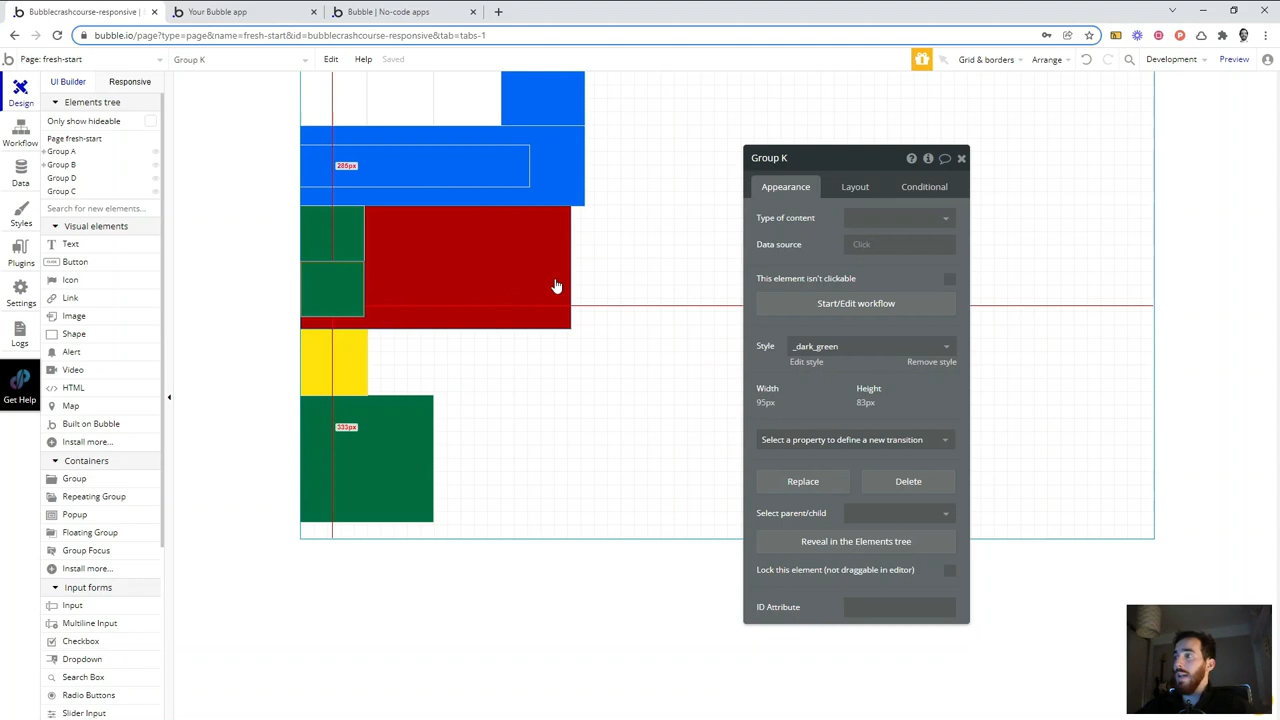 Bubblecrashcourse-responsive |
Your Bubble app
Bubble | No-code apps
bubble.io/page?type=page&name=fresh-start&id=bubblecrashcourse-responsive&tab=tabs-1
Page: fresh-start
Group K
Edit
Help
Saved
Grid & borders
Arrange
Development
Preview
Design
Workflow
Data
Styles
Plugins
Settings
Logs
Get Help
UI Builder
Responsive
Elements tree
Only show hideable
Page fresh-start
Group A
Group B
Group D
Group C
Search for new elements...
Visual elements
Text
Button
Icon
Link
Image
Shape
Alert
Video
HTML
Map
Built on Bubble
Install more...
Containers
Group
Repeating Group
Popup
Floating Group
Group Focus
Install more...
Input forms
Input
Multiline Input
Checkbox
Dropdown
Search Box
Radio Buttons
Slider Input
285px
333px
Group K
Appearance
Layout
Conditional
Type of content
Data source
Click
This element isn't clickable
Start/Edit workflow
Style
_dark_green
Edit style
Remove style
Width
Height
95px
83px
Select a property to define a new transition
Replace
Delete
Select parent/child
Reveal in the Elements tree
Lock this element (not draggable in editor)
ID Attribute